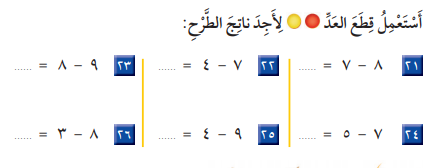 أَسْتَعْمِلُ قِطَعَ العَدِّ لِأَجِدَ ناتِجَ الطَّرْحِ:
٢١ ٨ − ٧ = ...... ٢٢ ٧ − ٤ = ...... ٢٣ ٩ − ٨ = ......
٢٤ ٧ − ٥ = ...... ٢٥ ٩ − ٤ = ...... ٢٦ ٨ − ٣ = ......